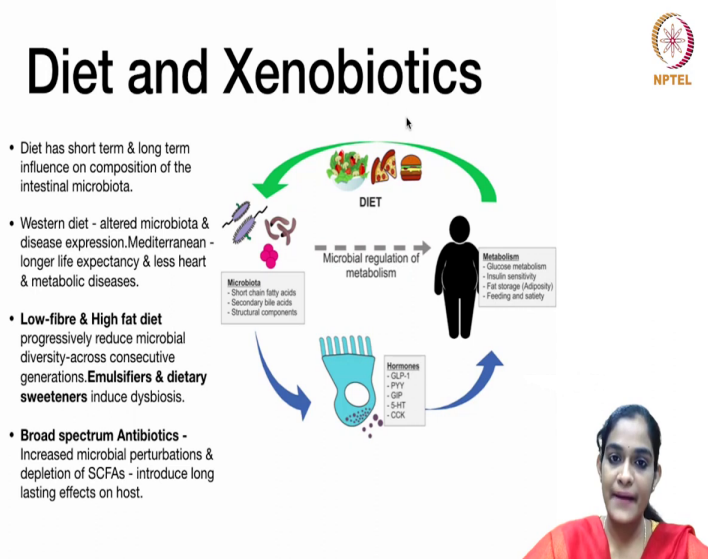 Diet and Xenobiotics
NPTEL
• Diet has short term & long term
influence on composition of the
intestinal microbiota.
• Western diet - altered microbiota &
disease expression.Mediterranean -
longer life expectancy & less heart
& metabolic diseases.
• Low-fibre & High fat diet
progressively reduce microbial
diversity-across consecutive
generations.Emulsifiers & dietary
sweeteners induce dysbiosis.
• Broad spectrum Antibiotics -
Increased microbial perturbations &
depletion of SCFAs - introduce long
lasting effects on host.
DIET
Microbial regulation of
metabolism
Microbiota
- Short chain fatty acids
- Secondary bile acids
- Structural components
Metabolism
- Glucose metabolism
- Insulin sensitivity
- Fat storage (Adiposity)
- Feeding and satiety
Hormones
- GLP-1
- PYY
- GIP
- 5-HT
- CCK